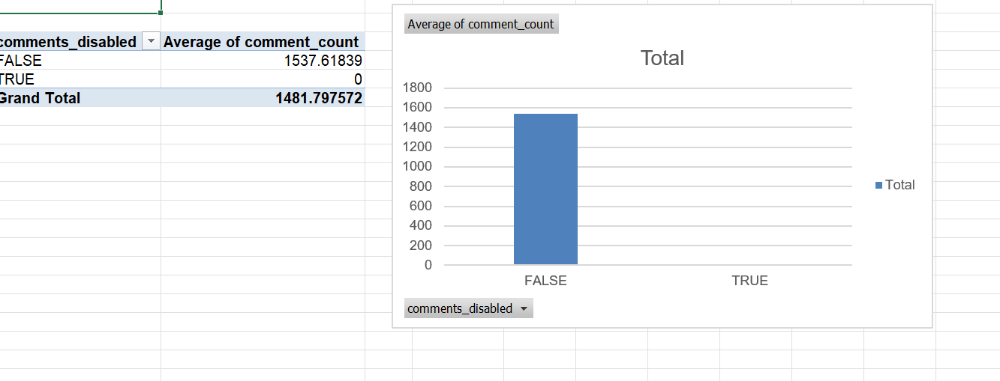 comments_disabled Average of comment_count
FALSE 1537.61839
TRUE 0
Grand Total 1481.797572
Average of comment_count
Total
1800
1600
1400
1200
1000
800
600
400
200
0
FALSE TRUE
Total
comments_disabled